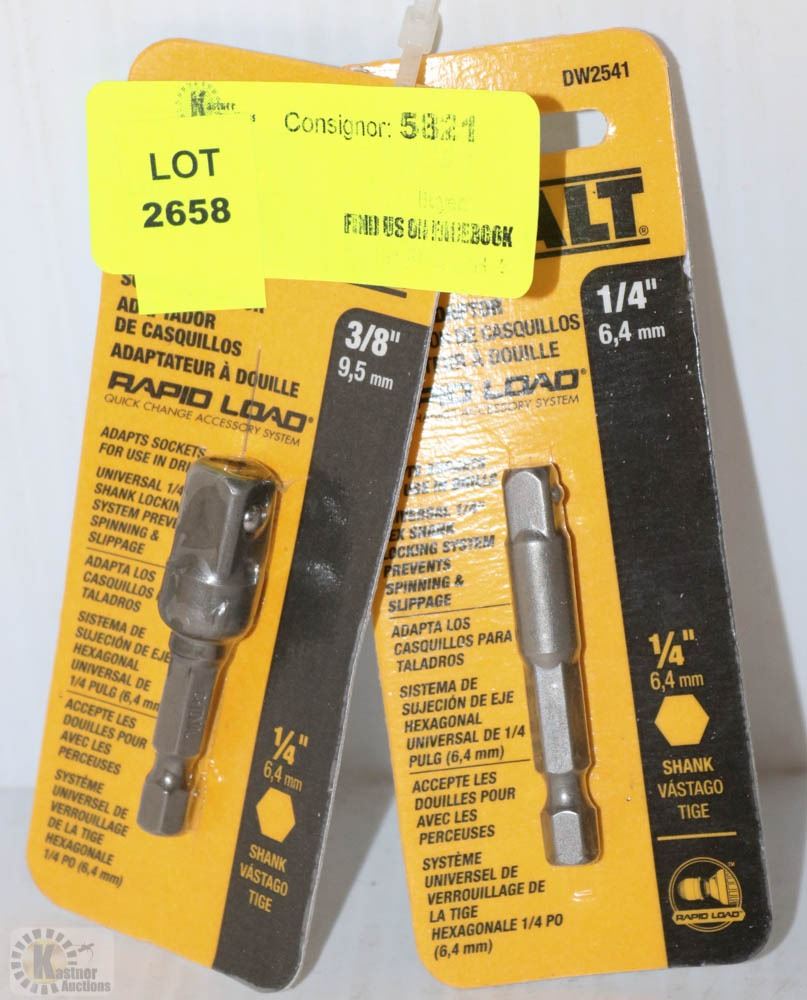 Kastner
Consignor: 5821
LOT
2658
FIND US ON FACEBOOK
DE CASQUILLOS
ADAPTATEUR À DOUILLE
RAPID LOAD®
QUICK CHANGE ACCESSORY SYSTEM
3/8"
9,5 mm
ADAPTS SOCKETS
FOR USE IN
UNIVERSAL 1/4
SHANK
SYSTEM
SPINNING &
SLIPPAGE
ADAPTA LOS
CASQUILLOS
TALADROS
SISTEMA DE
SUJECIÓN DE EJE
HEXAGONAL
UNIVERSAL DE
1/4 PULG (6,4 mm
ACCEPTE LES
DOUILLES POUR
AVEC LES
PERCEUSES
SYSTÈME
UNIVERSEL DE
VERROUILLAGE
DE LA TIGE
HEXAGONALE
1/4 PO (6,4 mm)
1/4"
6,4 mm
SHANK
VÁSTAGO
TIGE
DW2541
ALT®
1/4"
6,4 mm
DE CASQUILLOS
À DOUILLE
LOAD®
ACCESSORY SYSTEM
LOCKING SYSTEM
PREVENTS
SPINNING &
SLIPPAGE
ADAPTA LOS
CASQUILLOS PARA
TALADROS
SISTEMA DE
SUJECIÓN DE EJE
HEXAGONAL
UNIVERSAL DE 1/4
PULG (6,4 mm)
ACCEPTE LES
DOUILLES POUR
AVEC LES
PERCEUSES
SYSTÈME
UNIVERSEL DE
VERROUILLAGE DE
LA TIGE
HEXAGONALE 1/4 PO
(6,4 mm)
1/4"
6,4 mm
SHANK
VÁSTAGO
TIGE
RAPID LOAD
Kastner
Auctions